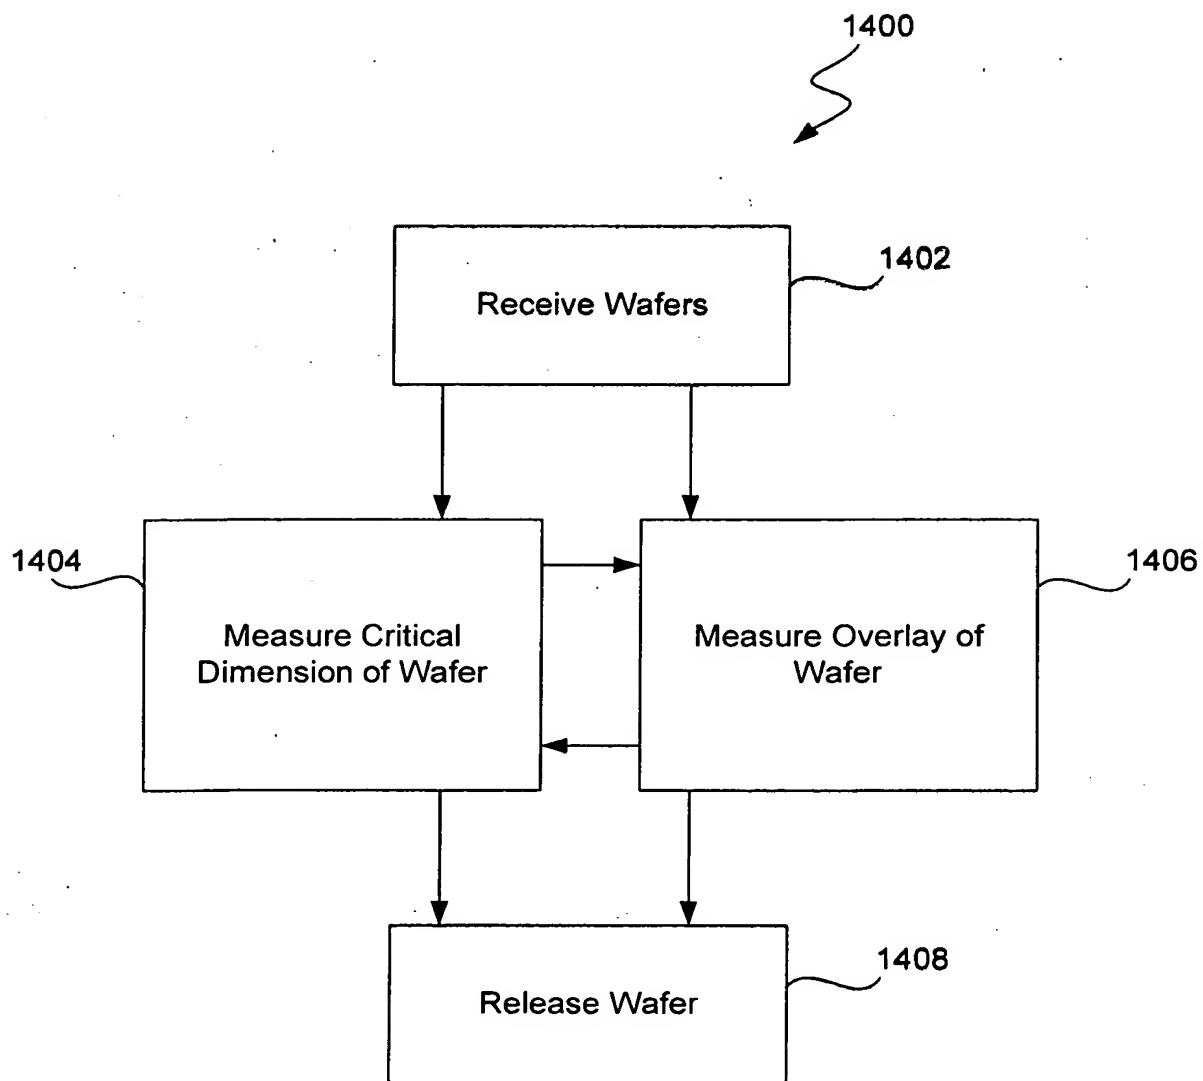 1400
1402
Receive Wafers
1404
1406
Measure Critical
Dimension of Wafer
Measure Overlay of
Wafer
1408
Release Wafer